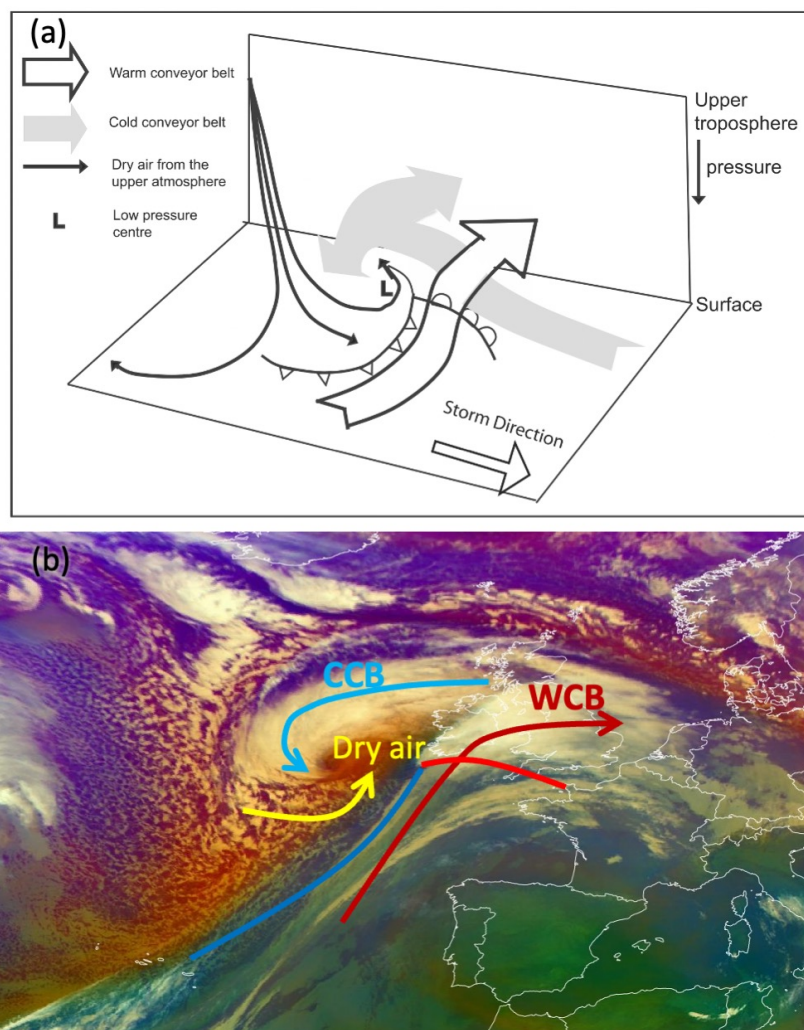 (a)
Warm conveyor belt
Cold conveyor belt
Dry air from the
upper atmosphere
L
Low pressure
centre
Upper
troposphere
pressure
L
Surface
Storm Direction
(b)
CCB
WCB
Dry air